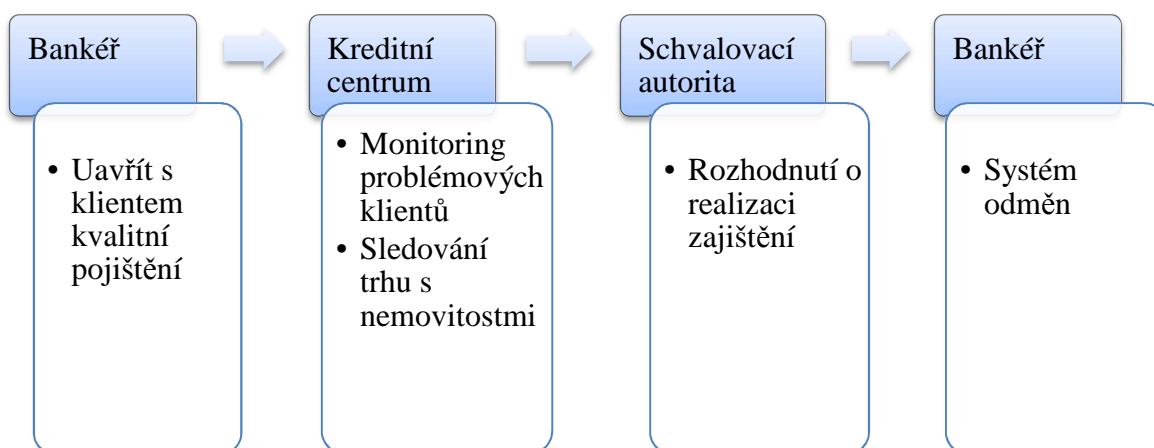 Bankéř
• Uavřít s
klientem
kvalitní
pojištění
Kreditní
centrum
• Monitoring
problémových
klientů
• Sledování
trhu s
nemovitostmi
Schvalovací
autorita
• Rozhodnutí o
realizaci
zajištění
Bankéř
• Systém
odměn